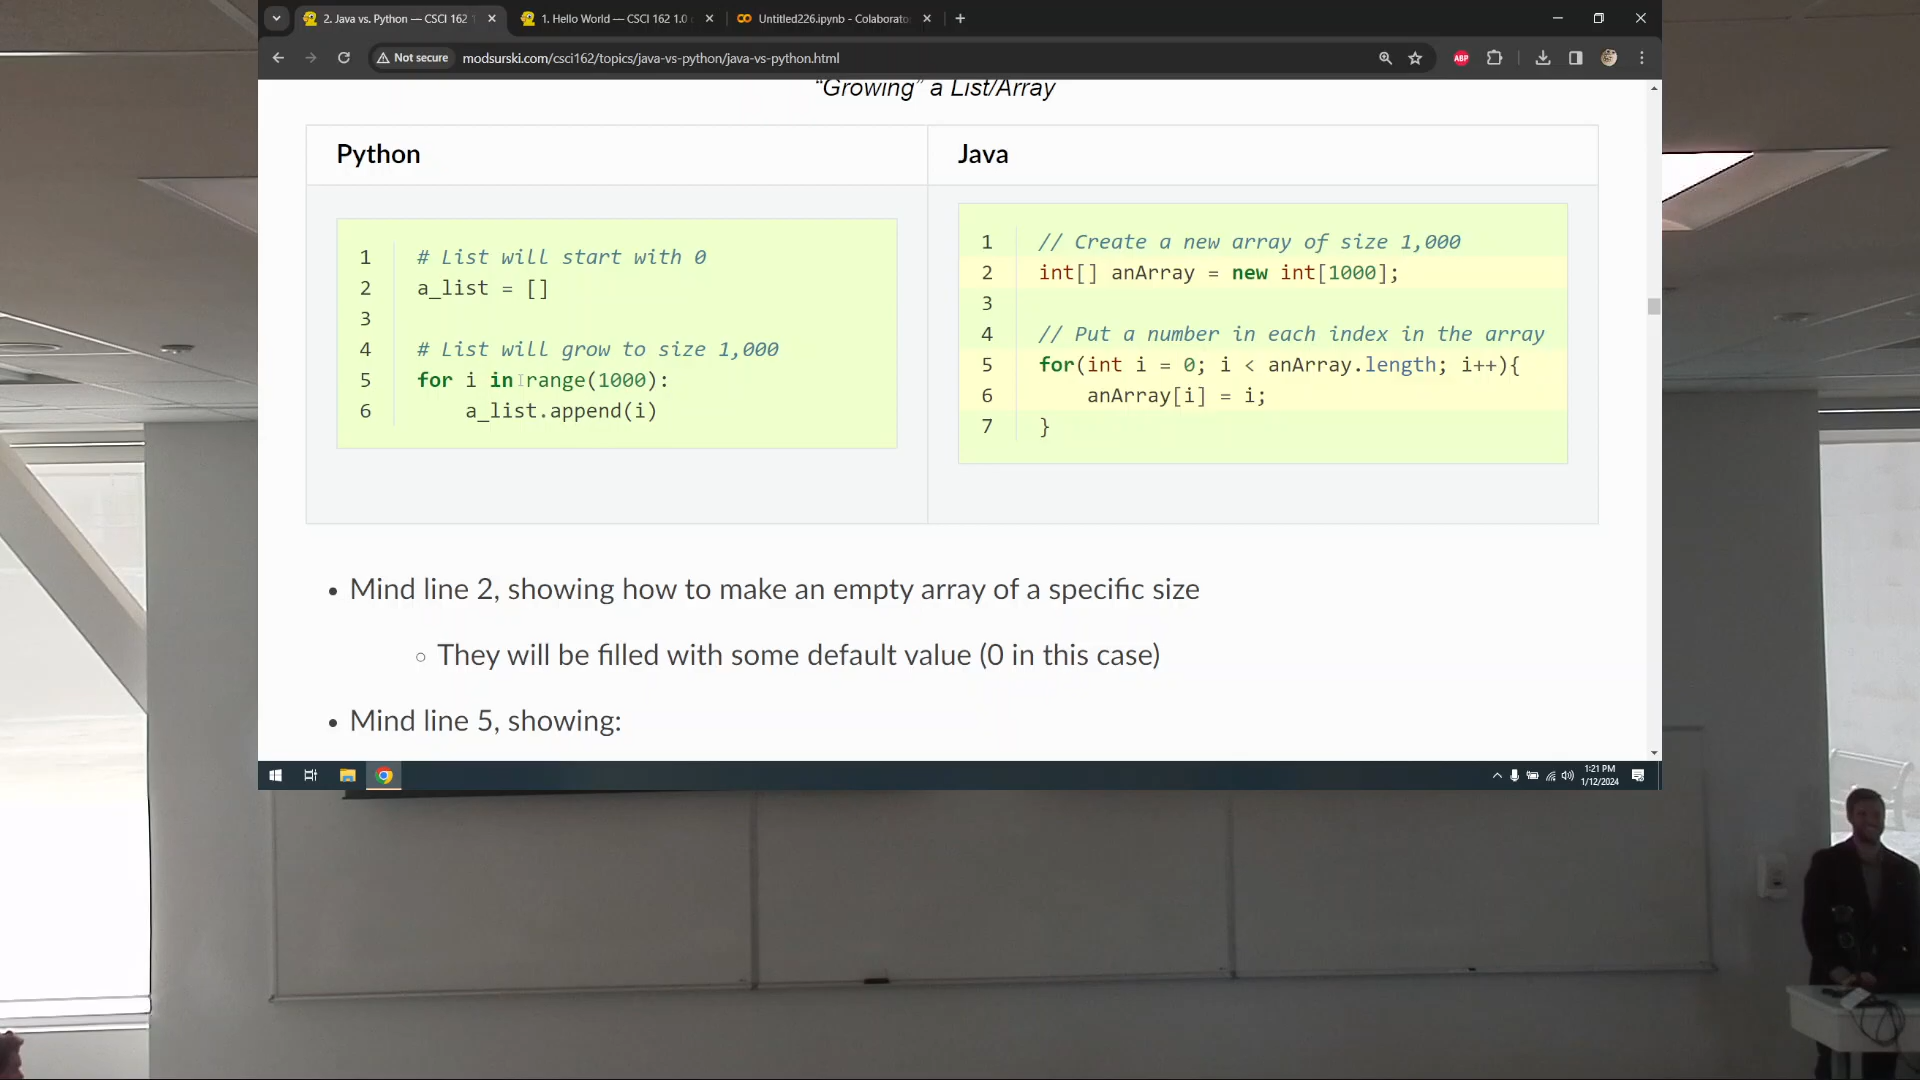 2. Java vs. Python — CSCI 162 1
1. Hello World — CSCI 162 1.0
Untitled226.ipynb - Colaborato
Not secure
modsurski.com/csci162/topics/java-vs-python/java-vs-python.html
ABP
“Growing” a List/Array
Python
1 # List will start with 0
2 a_list = []
3
4 # List will grow to size 1,000
5 for i in range(1000):
6 a_list.append(i)
Java
1 // Create a new array of size 1,000
2 int[] anArray = new int[1000];
3
4 // Put a number in each index in the array
5 for(int i = 0; i < anArray.length; i++){
6 anArray[i] = i;
7 }
• Mind line 2, showing how to make an empty array of a specific size
◦ They will be filled with some default value (0 in this case)
• Mind line 5, showing:
1:21 PM
1/12/2024